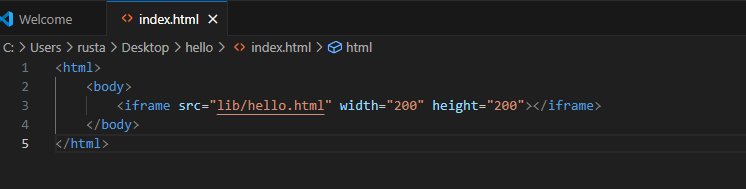 Welcome index.html
C: > Users > rusta > Desktop > hello > index.html > html
1 <html>
2 <body>
3 <iframe src="lib/hello.html" width="200" height="200"></iframe>
4 </body>
5 </html>